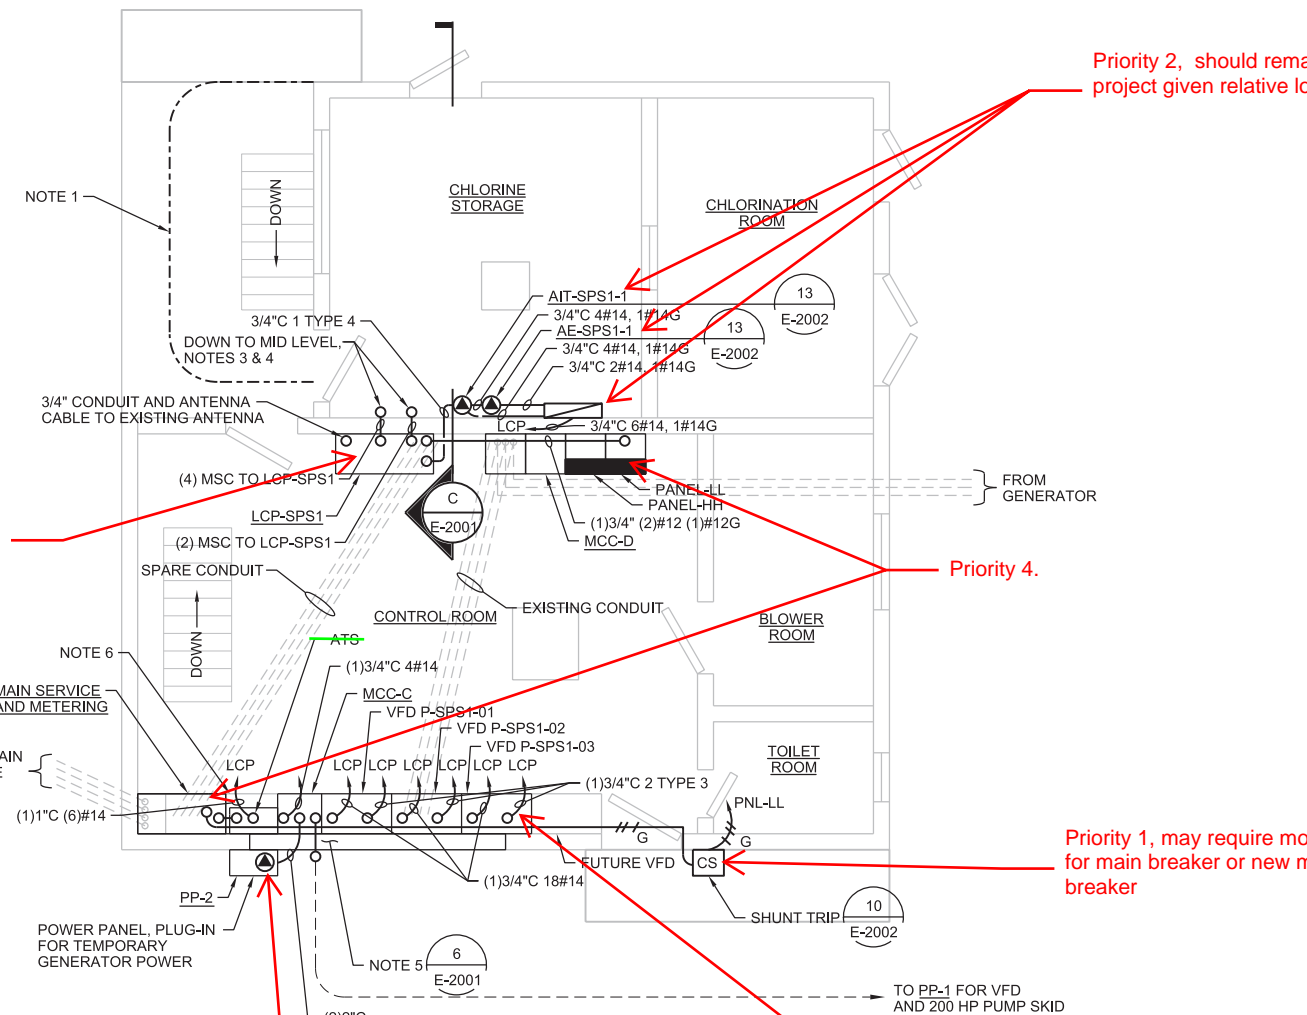 Priority 2, should rema
project given relative lo
NOTE 1
DOWN
CHLORINE
STORAGE
CHLORINATION
ROOM
AIT-SPS1-1
13
E-2002
3/4"C 4#14, 1#14G
3/4"C 1 TYPE 4
AE-SPS1-1
13
E-2002
DOWN TO MID LEVEL,
NOTES 3 & 4
3/4"C 4#14, 1#14G
3/4"C 2#14, 1#14G
3/4" CONDUIT AND ANTENNA
CABLE TO EXISTING ANTENNA
LCP
3/4"C 6#14, 1#14G
(4) MSC TO LCP-SPS1
PANEL-LL
PANEL-HH
FROM
GENERATOR
C
E-2001
LCP-SPS1
(1)3/4" (2)#12 (1)#12G
(2) MSC TO LCP-SPS1
MCC-D
SPARE CONDUIT
Priority 4.
EXISTING CONDUIT
CONTROL ROOM
BLOWER
ROOM
DOWN
ATS
NOTE 6
(1)3/4"C 4#14
MAIN SERVICE
AND METERING
MCC-C
VFD P-SPS1-01
VFD P-SPS1-02
VFD P-SPS1-03
AIN
E
LCP
LCP
LCP
LCP
LCP
LCP
LCP
TOILET
ROOM
(1)3/4"C 2 TYPE 3
(1)1"C (6)#14
PNL-LL
G
G
Priority 1, may require mo
for main breaker or new m
breaker
FUTURE VFD
CS
(1)3/4"C 18#14
PP-2
SHUNT TRIP
10
E-2002
POWER PANEL, PLUG-IN
FOR TEMPORARY
GENERATOR POWER
NOTE 5
6
E-2001
TO PP-1 FOR VFD
AND 200 HP PUMP SKID